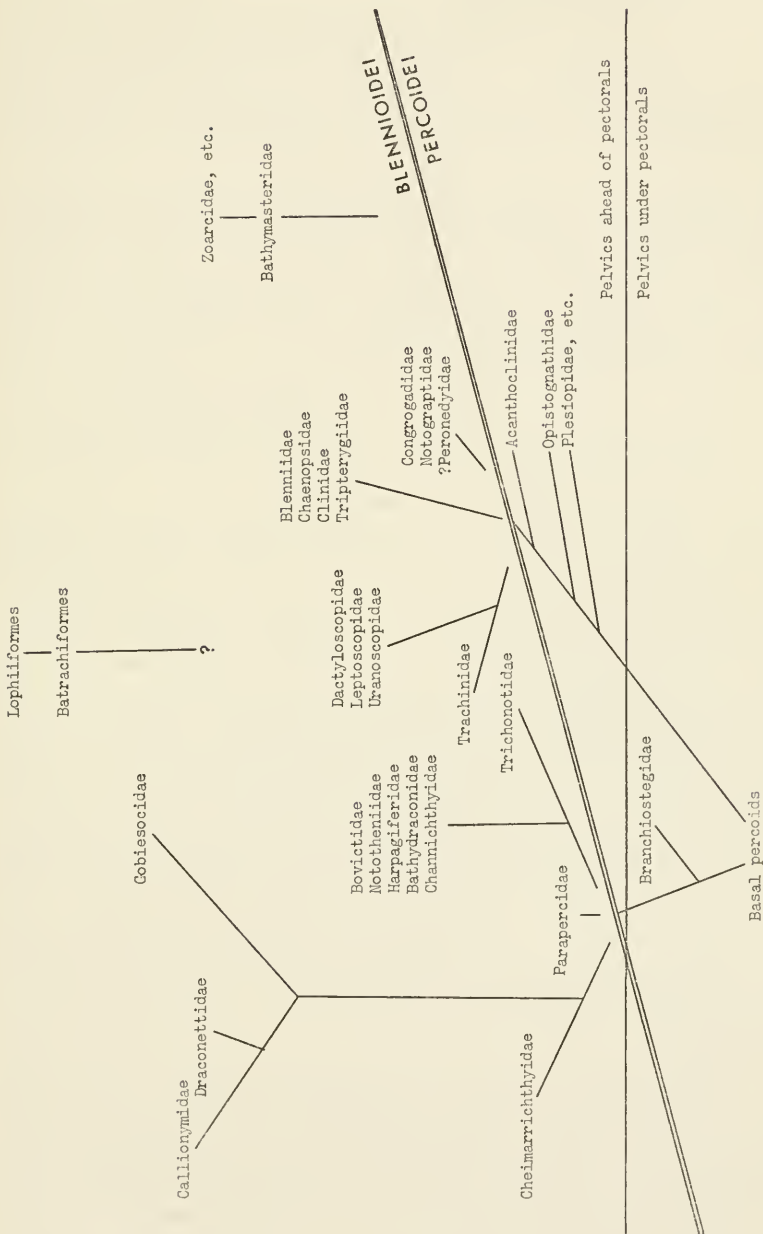 Lophiiformes
Batrachiformes
?
Zoarcidae, etc.
Bathymasteridae
BLENNIOIDEI
PERCOIDEI
Gobiesocidae
Draconettidae
Callionymidae
Blenniidae
Chaenopsidae
Clinidae
Tripterygiidae
Congrogadidae
Notograptidae
?Peronedyidae
Dactyloscopidae
Leptoscopidae
Uranoscopidae
Trachinidae
Trichonotidae
Bovictidae
Nototheniidae
Harpagiferidae
Bathydraconidae
Channichthyidae
Parapercidae
Cheimarrichthyidae
Acanthoclinidae
Opistognathidae
Plesiopidae, etc.
Pelvics ahead of pectorals
Pelvics under pectorals
Branchiostegidae
Basal percoids